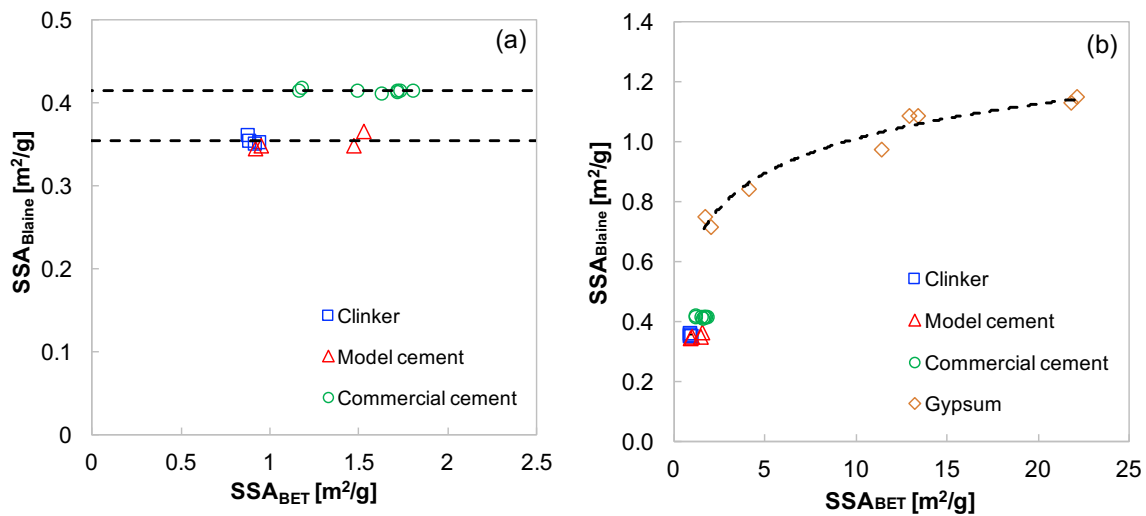 (a)
0.5
0.4
0.3
0.2
0.1
0
0
0.5
1
1.5
2
2.5
SSABlaine [m²/g]
SSABET [m²/g]
Clinker
Model cement
Commercial cement
(b)
1.4
1.2
1.0
0.8
0.6
0.4
0.2
0.0
0
5
10
15
20
25
SSABlaine [m²/g]
SSABET [m²/g]
Clinker
Model cement
Commercial cement
Gypsum